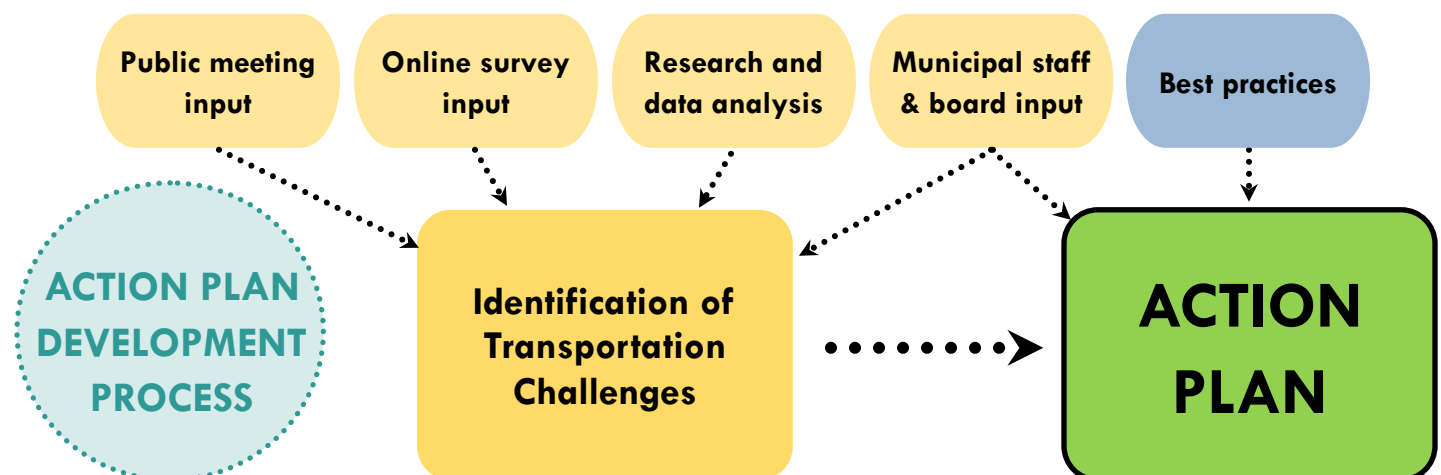 Public meeting
input
Online survey
input
Research and
data analysis
Municipal staff
& board input
Best practices
ACTION PLAN
DEVELOPMENT
PROCESS
Identification of
Transportation
Challenges
ACTION
PLAN